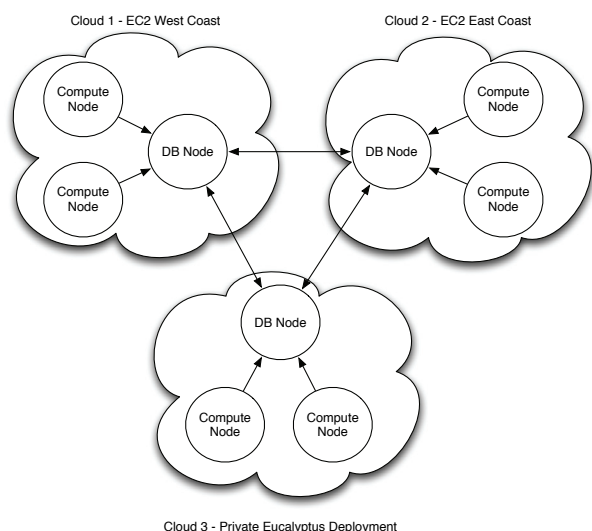 Cloud 1 - EC2 West Coast
Cloud 2 - EC2 East Coast
Compute
Node
Compute
Node
DB Node
DB Node
Compute
Node
Compute
Node
DB Node
Compute
Node
Compute
Node
Cloud 3 - Private Eucalyptus Deployment